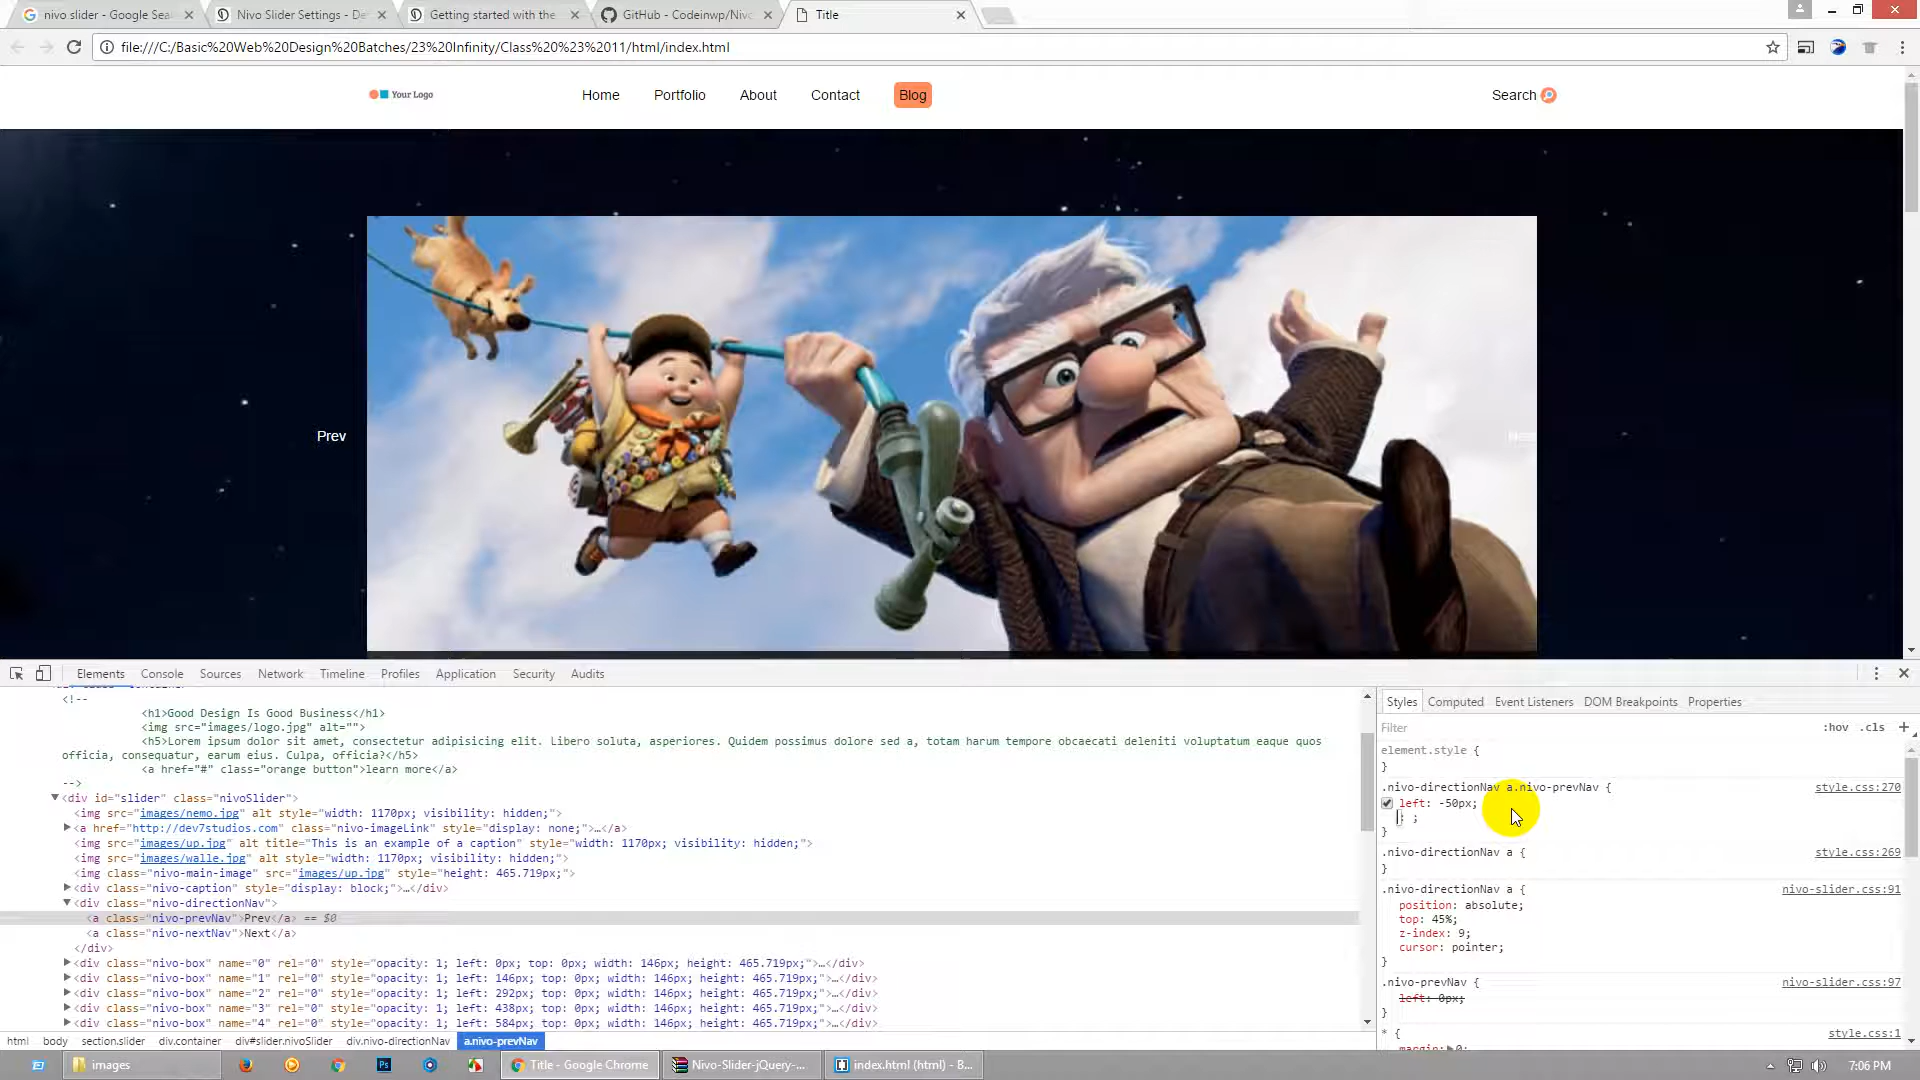 nivo slider - Google Sea
Nivo Slider Settings - De
Getting started with the
GitHub - Codeinwp/Nivo
Title
file:///C:/Basic%20Web%20Design%20Batches/23%20Infinity/Class%20%23%2011/html/index.html
Your Logo
Home
Portfolio
About
Contact
Blog
Search
Prev
Elements
Console
Sources
Network
Timeline
Profiles
Application
Security
Audits
<!--
<h1>Good Design Is Good Business</h1>
<img src="images/logo.jpg" alt="">
<h5>Lorem ipsum dolor sit amet, consectetur adipisicing elit. Libero soluta, asperiores. Quidem possimus dolore sed a, totam harum tempore obcaecati deleniti voluptatum eaque quos
officia, consequatur, earum eius. Culpa, officia?</h5>
<a href="#" class="orange button">learn more</a>
-->
<div id="slider" class="nivoSlider">
<img src="images/nemo.jpg" alt style="width: 1170px; visibility: hidden;">
<a href="http://dev7studios.com" class="nivo-imageLink" style="display: none;">…</a>
<img src="images/up.jpg" alt title="This is an example of a caption" style="width: 1170px; visibility: hidden;">
<img src="images/walle.jpg" alt style="width: 1170px; visibility: hidden;">
<img class="nivo-main-image" src="images/up.jpg" style="height: 465.719px;">
<div class="nivo-caption" style="display: block;">…</div>
<div class="nivo-directionNav">
<a class="nivo-prevNav">Prev</a> == $0
<a class="nivo-nextNav">Next</a>
</div>
<div class="nivo-box" name="0" rel="0" style="opacity: 1; left: 0px; top: 0px; width: 146px; height: 465.719px;">…</div>
<div class="nivo-box" name="1" rel="0" style="opacity: 1; left: 146px; top: 0px; width: 146px; height: 465.719px;">…</div>
<div class="nivo-box" name="2" rel="0" style="opacity: 1; left: 292px; top: 0px; width: 146px; height: 465.719px;">…</div>
<div class="nivo-box" name="3" rel="0" style="opacity: 1; left: 438px; top: 0px; width: 146px; height: 465.719px;">…</div>
<div class="nivo-box" name="4" rel="0" style="opacity: 1; left: 584px; top: 0px; width: 146px; height: 465.719px;">…</div>
html body section.slider div.container div#slider.nivoSlider div.nivo-directionNav a.nivo-prevNav
Styles
Computed
Event Listeners
DOM Breakpoints
Properties
Filter
:hov .cls +
element.style {
}
.nivo-directionNav a.nivo-prevNav { style.css:270
left: -50px;
: ;
}
.nivo-directionNav a { style.css:269
}
.nivo-directionNav a { nivo-slider.css:91
position: absolute;
top: 45%;
z-index: 9;
cursor: pointer;
}
.nivo-prevNav { nivo-slider.css:97
left: 0px;
}
* { style.css:1
margin: 0;
images
Title - Google Chrome
Nivo-Slider-jQuery-...
index.html (html) - B...
7:06 PM